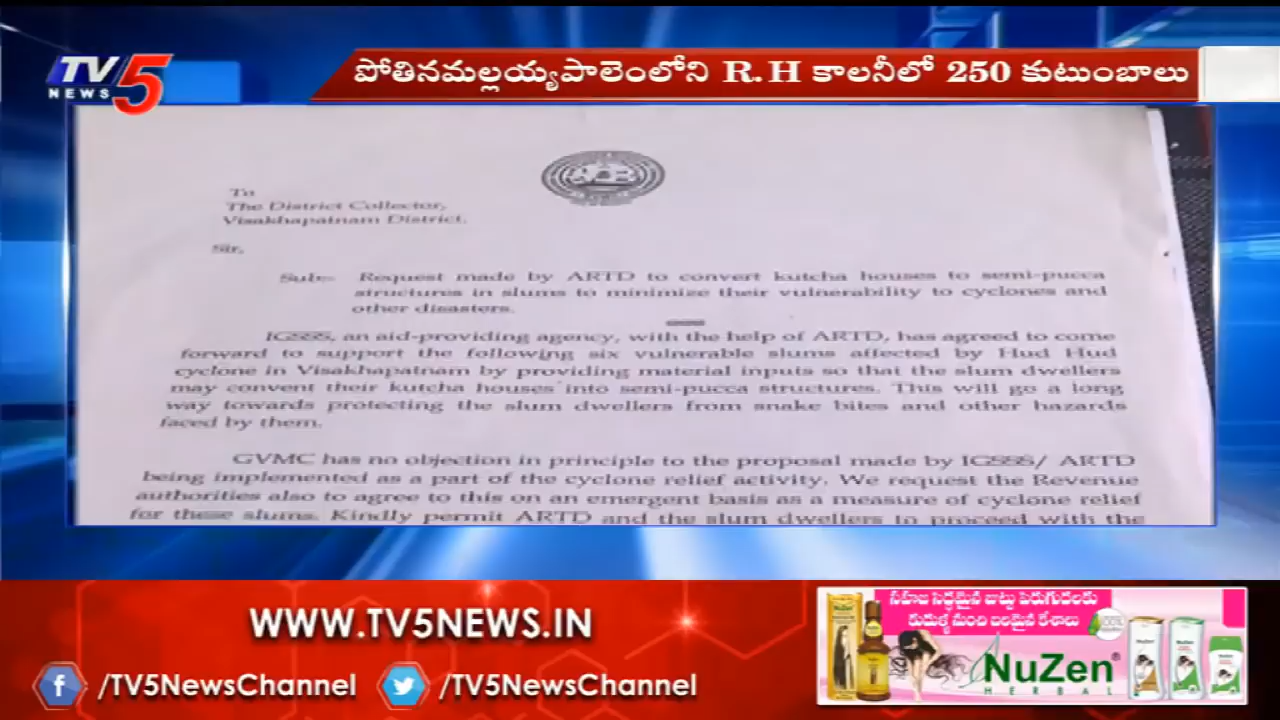 TV5
NEWS
పోతినమల్లయ్యపాలెంలోని R.H కాలనీలో 250 కుటుంబాలు
To
The District Collector,
Visakhapatnam District.
Sir,
Sub:- Request made by ARTD to convert kutcha houses to semi-pucca
structures in slums to minimize their vulnerability to cyclones and
other disasters.
IGSSS, an aid-providing agency, with the help of ARTD, has agreed to come
forward to support the following six vulnerable slums affected by Hud Hud
cyclone in Visakhapatnam by providing material inputs so that the slum dwellers
may convent their kutcha houses into semi-pucca structures. This will go a long
way towards protecting the slum dwellers from snake bites and other hazards
faced by them.
GVMC has no objection in principle to the proposal made by IGSSS/ ARTD
being implemented as a part of the cyclone relief activity. We request the Revenue
authorities also to agree to this on an emergent basis as a measure of cyclone relief
for these slums. Kindly permit ARTD and the slum dwellers to proceed with the
WWW.TV5NEWS.IN
/TV5NewsChannel
/TV5NewsChannel
సహజ సిద్ధమైన జుట్టు పెరుగుదలకు
కుదుళ్ళ నుంచి బలమైన కేశాలు
100%
NuZen®
HERBAL